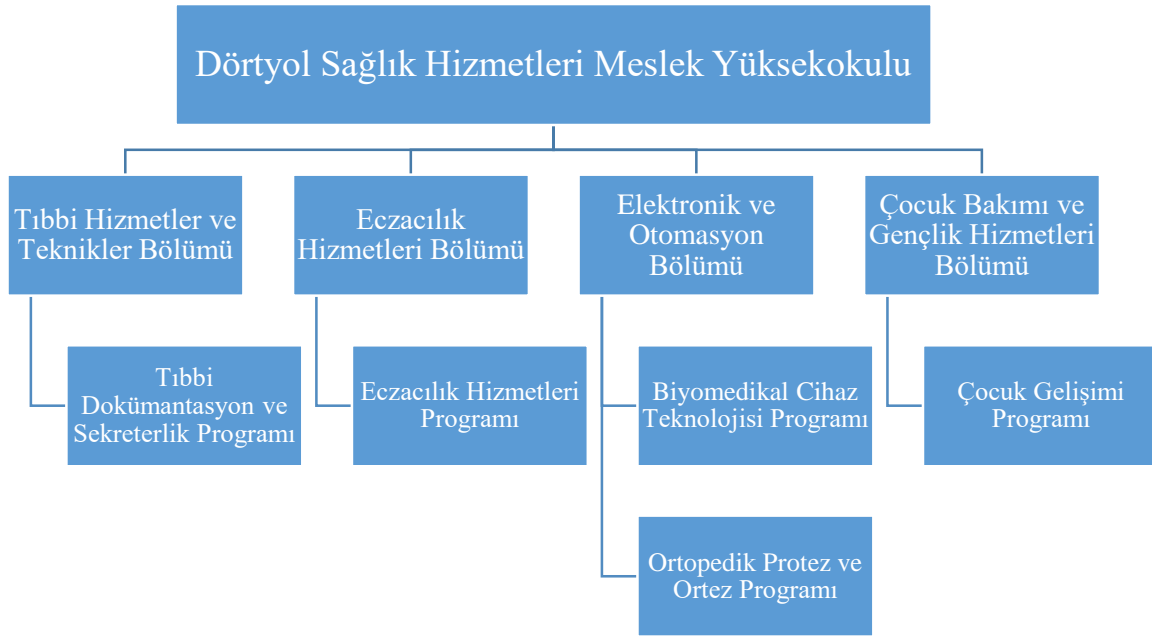 Dörtyol Sağlık Hizmetleri Meslek Yüksekokulu
Tıbbi Hizmetler ve
Teknikler Bölümü
Eczacılık
Hizmetleri Bölümü
Elektronik ve
Otomasyon
Bölümü
Çocuk Bakımı ve
Gençlik Hizmetleri
Bölümü
Tıbbi
Dokümantasyon ve
Sekreterlik Programı
Eczacılık Hizmetleri
Programı
Biyomedikal Cihaz
Teknolojisi Programı
Çocuk Gelişimi
Programı
Ortopedik Protez ve
Ortez Programı